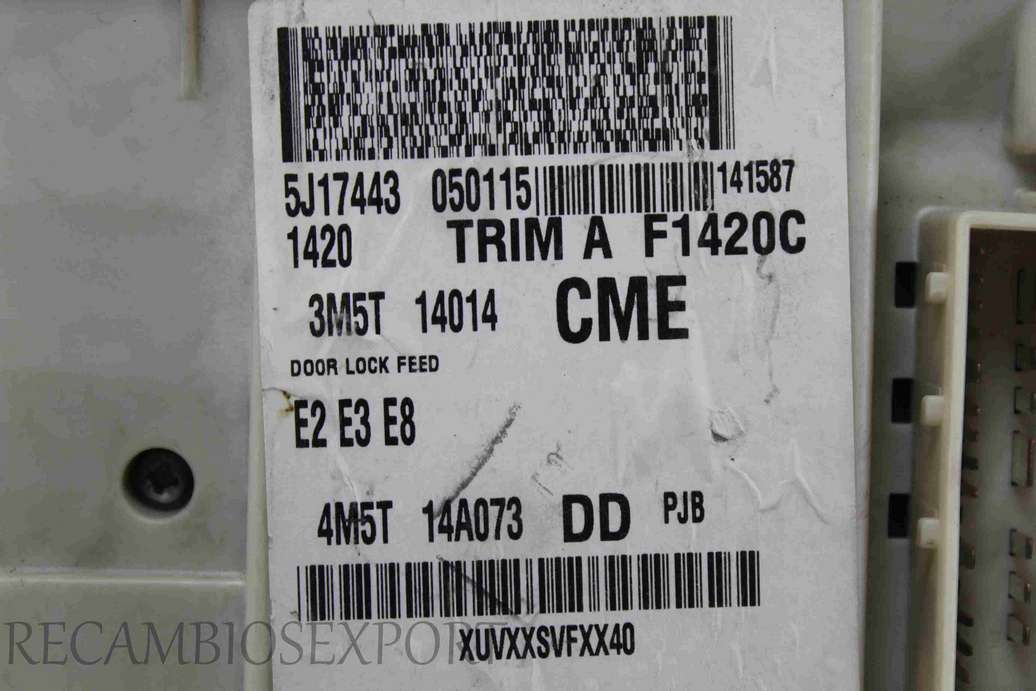 5J17443 050115 141587
1420 TRIM A F1420C
3M5T 14014 CME
DOOR LOCK FEED
E2 E3 E8
4M5T 14A073 DD PJB
XUVXXSVFXX40
RECAMBIOSEXPORT